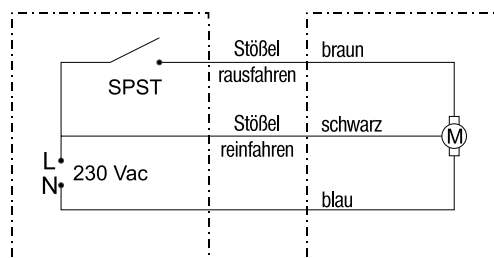 Stößel braun
rausfahren
SPST
Stößel schwarz
reinfahren
M
L
N 230 Vac
blau